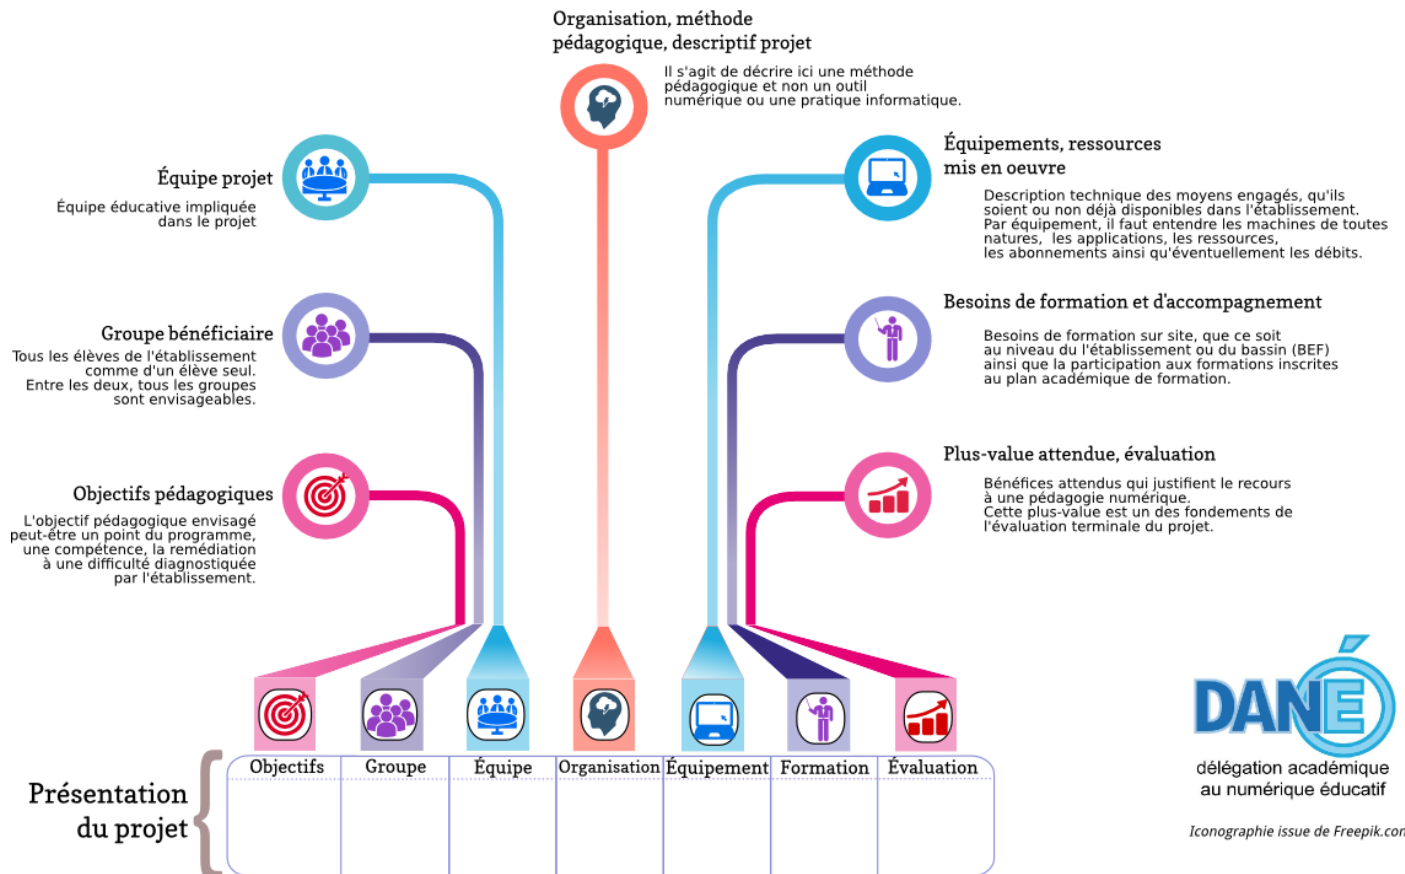 Organisation, méthode
pédagogique, descriptif projet
Il s'agit de décrire ici une méthode
pédagogique et non un outil
numérique ou une pratique informatique.
Équipe projet
Équipe éducative impliquée
dans le projet
Groupe bénéficiaire
Tous les élèves de l'établissement
comme d'un élève seul.
Entre les deux, tous les groupes
sont envisageables.
Objectifs pédagogiques
L'objectif pédagogique envisagé
peut-être un point du programme,
une compétence, la remédiation
à une difficulté diagnostiquée
par l'établissement.
Équipements, ressources
mis en oeuvre
Description technique des moyens engagés, qu'ils
soient ou non déjà disponibles dans l'établissement.
Par équipement, il faut entendre les machines de toutes
natures, les applications, les ressources,
les abonnements ainsi qu'éventuellement les débits.
Besoins de formation et d'accompagnement
Besoins de formation sur site, que ce soit
au niveau du l'établissement ou du bassin (BEF)
ainsi que la participation aux formations inscrites
au plan académique de formation.
Plus-value attendue, évaluation
Bénéfices attendus qui justifient le recours
à une pédagogie numérique.
Cette plus-value est un des fondements de
l'évaluation terminale du projet.
Présentation
du projet
Objectifs Groupe Équipe Organisation Équipement Formation Évaluation
DANÉ
délégation académique
au numérique éducatif
Iconographie issue de Freepik.com